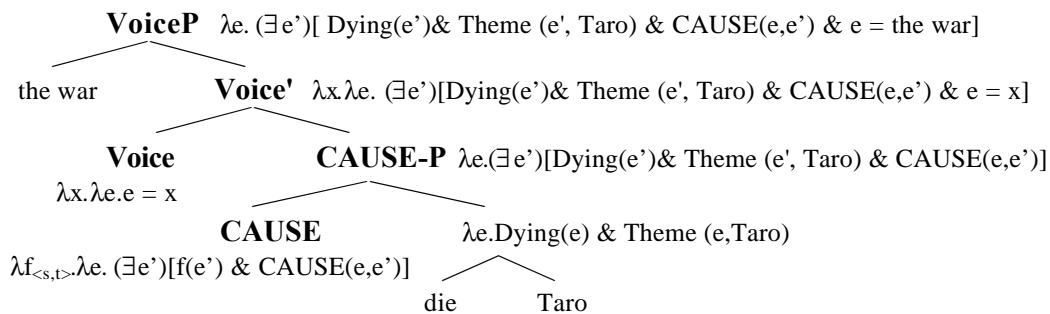 VoiceP λe. (∃e’)[ Dying(e’)& Theme (e', Taro) & CAUSE(e,e’) & e = the war]
the war Voice' λx.λe. (∃e’)[Dying(e’)& Theme (e', Taro) & CAUSE(e,e’) & e = x]
Voice CAUSE-P λe.(∃e’)[Dying(e’)& Theme (e', Taro) & CAUSE(e,e’)]
λx.λe.e = x
CAUSE λe.Dying(e) & Theme (e,Taro)
λf<s,t>.λe. (∃e’)[f(e’) & CAUSE(e,e’)]
die Taro